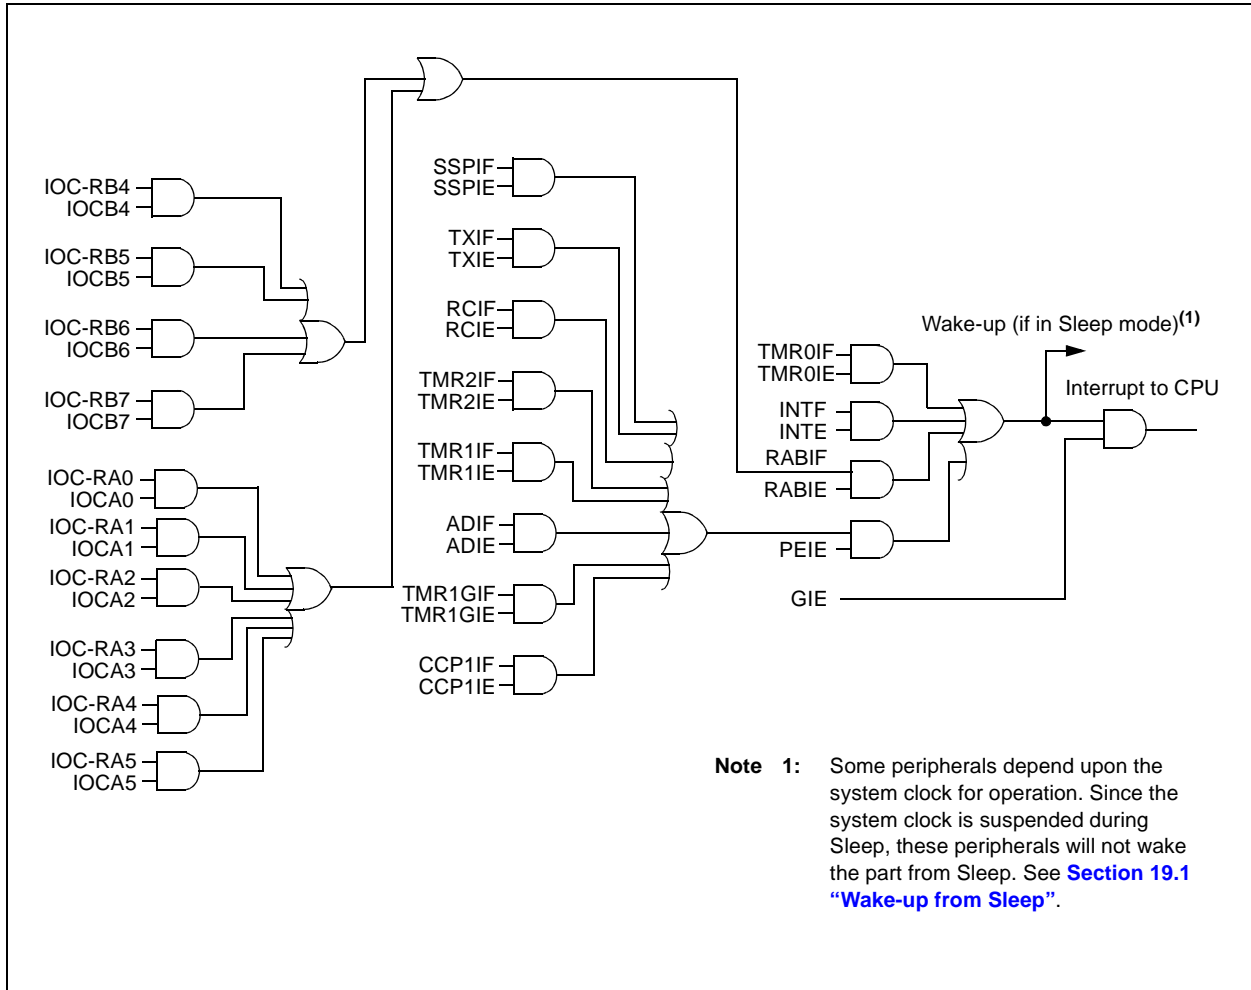 IOC-RB4
IOCB4
IOC-RB5
IOCB5
IOC-RB6
IOCB6
IOC-RB7
IOCB7
IOC-RA0
IOCA0
IOC-RA1
IOCA1
IOC-RA2
IOCA2
IOC-RA3
IOCA3
IOC-RA4
IOCA4
IOC-RA5
IOCA5
SSPIF
SSPIE
TXIF
TXIE
RCIF
RCIE
TMR2IF
TMR2IE
TMR1IF
TMR1IE
ADIF
ADIE
TMR1GIF
TMR1GIE
CCP1IF
CCP1IE
TMR0IF
TMR0IE
INTF
INTE
RABIF
RABIE
PEIE
GIE
Wake-up (if in Sleep mode)(1)
Interrupt to CPU
Note 1: Some peripherals depend upon the
system clock for operation. Since the
system clock is suspended during
Sleep, these peripherals will not wake
the part from Sleep. See Section 19.1
“Wake-up from Sleep”.